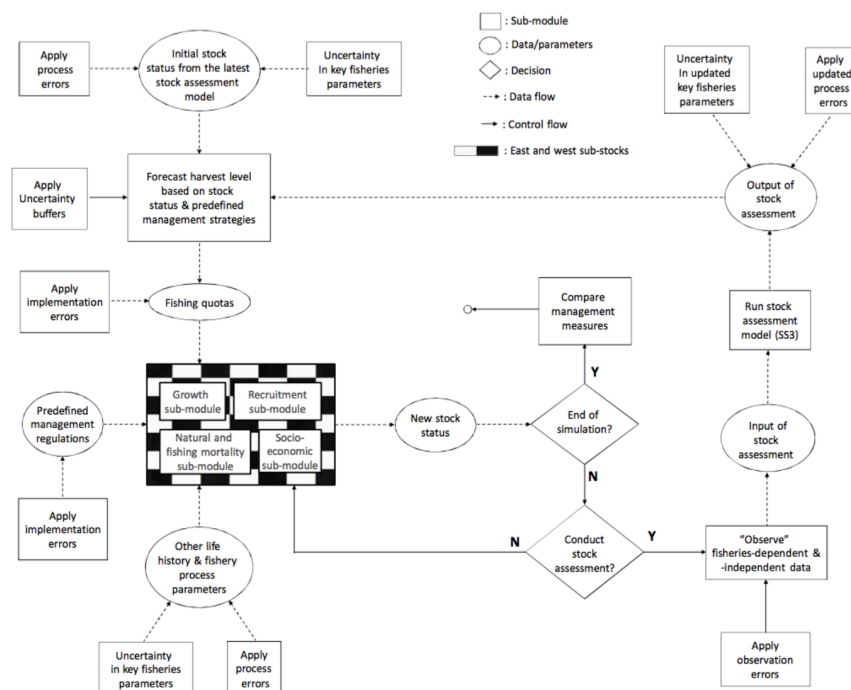 Apply
process
errors
Initial stock
status from the latest
stock assessment
model
Uncertainty
In key fisheries
parameters
: Sub-module
: Data/parameters
: Decision
: Data flow
: Control flow
: East and west sub-stocks
Uncertainty
In updated
key fisheries
parameters
Apply
updated
process
errors
Apply
Uncertainty
buffers
Forecast harvest level
based on stock
status & predefined
management strategies
Output of
stock
assessment
Apply
implementation
errors
Fishing quotas
Compare
management
measures
Run stock
assessment
model (SS3)
Y
Predefined
management
regulations
Growth
sub-module
Recruitment
sub-module
Natural and
fishing mortality
sub-module
Socio-
economic
sub-module
New stock
status
End of
simulation?
Input of
stock
assessment
N
Apply
implementation
errors
N
Conduct
stock
assessment?
Y
"Observe"
fisheries-dependent &
-independent data
Other life
history & fishery
process
parameters
Uncertainty
in key fisheries
parameters
Apply
process
errors
Apply
observation
errors